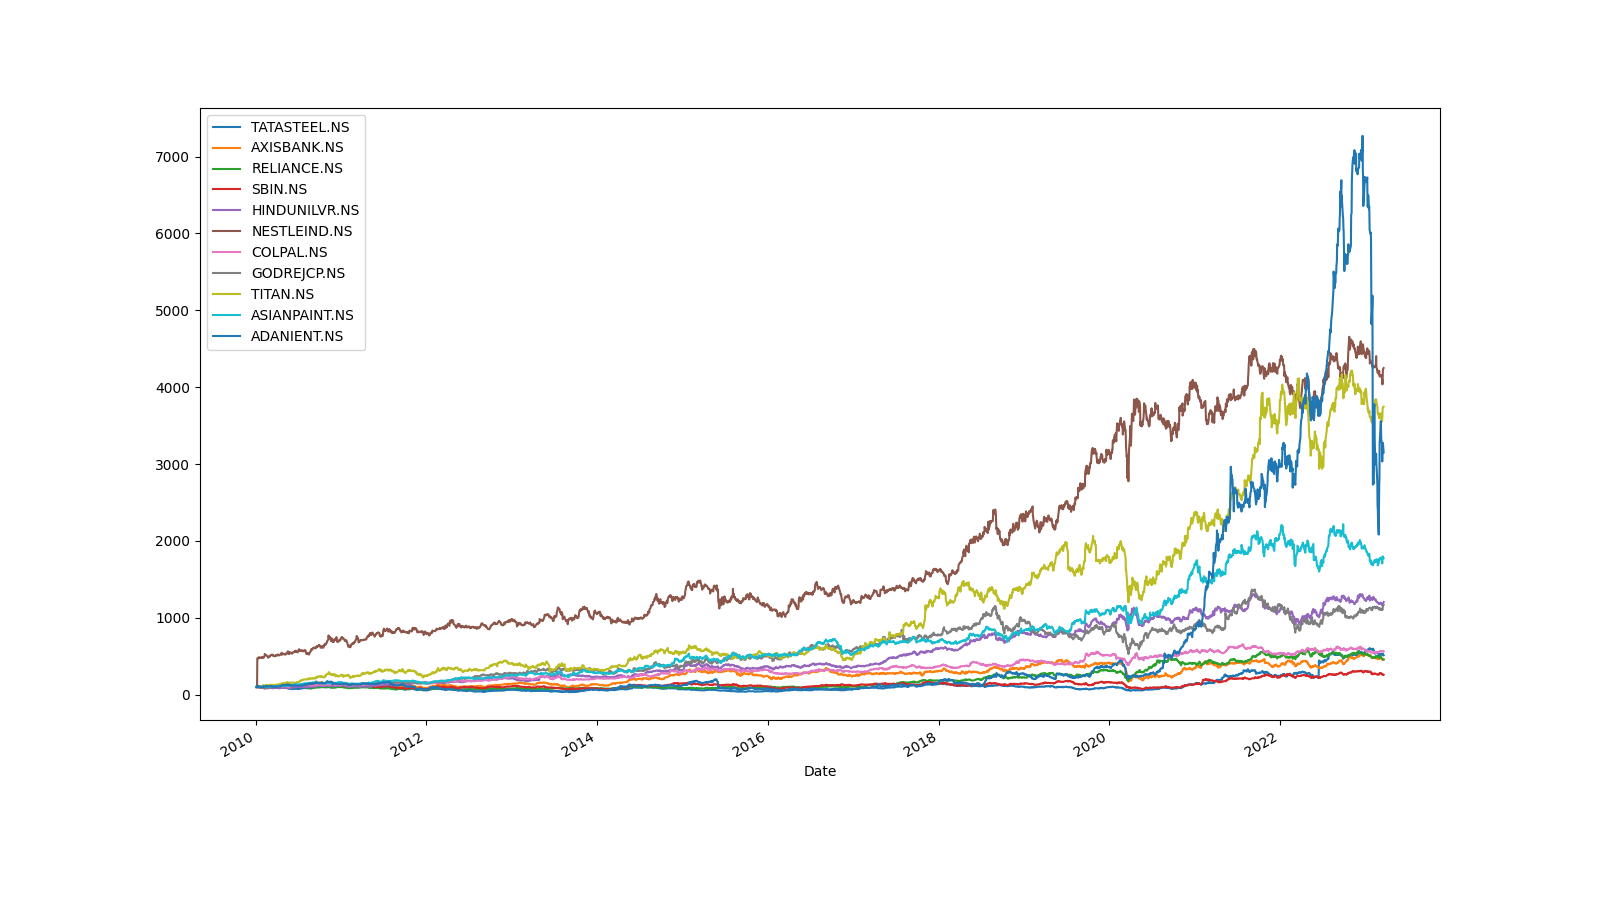 TATASTEEL.NS
AXISBANK.NS
RELIANCE.NS
SBIN.NS
HINDUNILVR.NS
NESTLEIND.NS
COLPAL.NS
GODREJCP.NS
TITAN.NS
ASIANPAINT.NS
ADANIENT.NS
7000
6000
5000
4000
3000
2000
1000
0
2010 2012 2014 2016 2018 2020 2022
Date